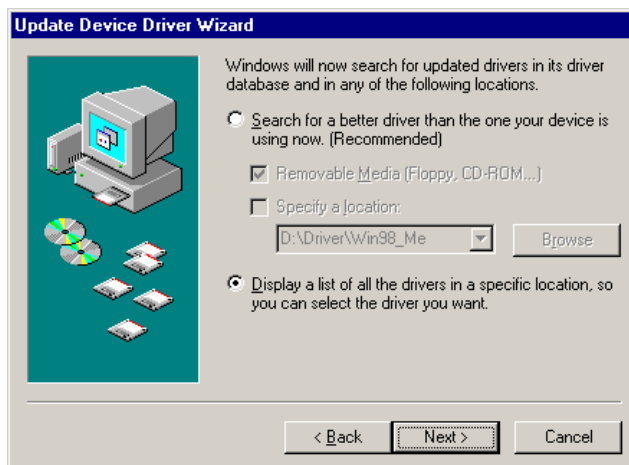 Update Device Driver Wizard
Windows will now search for updated drivers in its driver
database and in any of the following locations.
Search for a better driver than the one your device is
using now. (Recommended)
Removable Media (Floppy, CD-ROM...)
Specify a location:
D:\Driver\Win98_Me
Browse
Display a list of all the drivers in a specific location, so
you can select the driver you want.
< Back
Next >
Cancel